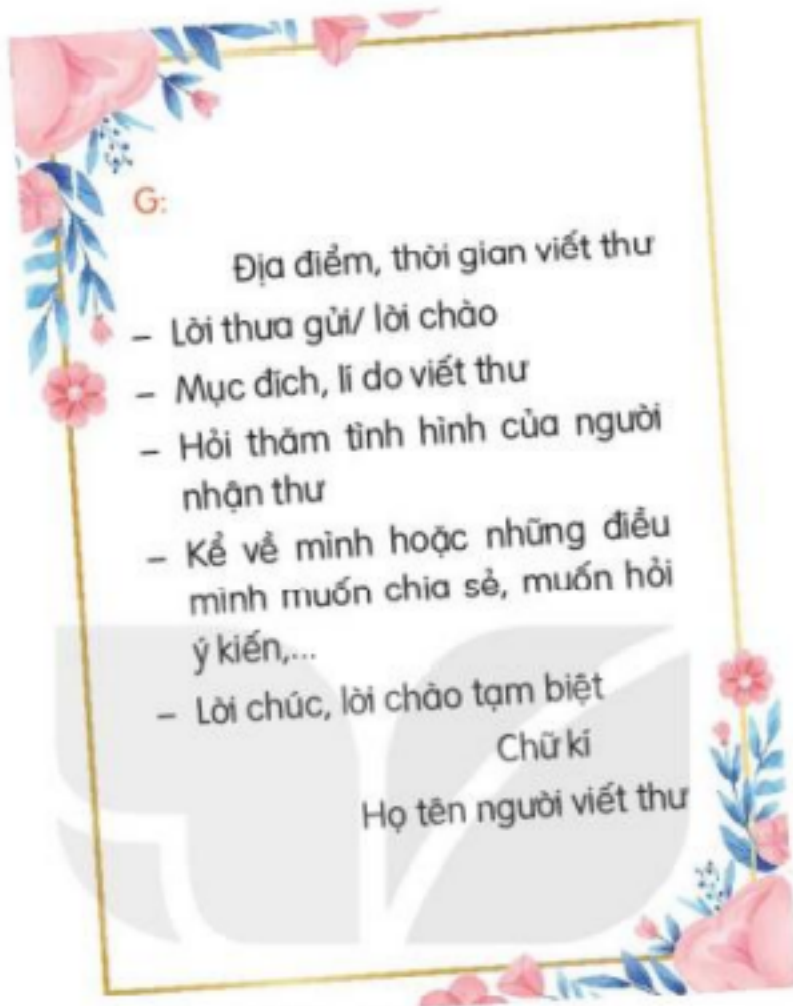 G:
Địa điểm, thời gian viết thư
– Lời thưa gửi/ lời chào
– Mục đích, lí do viết thư
– Hỏi thăm tình hình của người
nhận thư
– Kể về mình hoặc những điều
mình muốn chia sẻ, muốn hỏi
ý kiến,...
– Lời chúc, lời chào tạm biệt
Chữ kí
Họ tên người viết thư